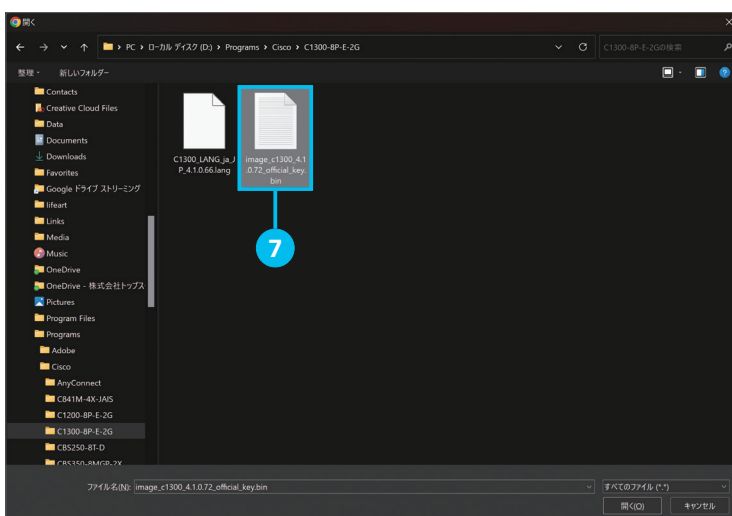 開く
PC › ローカル ディスク (D:) › Programs › Cisco › C1300-8P-E-2G
C1300-8P-E-2Gの検索
整理
新しいフォルダー
Contacts
Creative Cloud Files
Data
Documents
Downloads
Favorites
Google ドライブ ストリーミング
lifeart
Links
Media
Music
OneDrive
OneDrive - 株式会社トップス
Pictures
Program Files
Programs
Adobe
Cisco
AnyConnect
C841M-4X-JAIS
C1200-8P-E-2G
C1300-8P-E-2G
CBS250-8T-D
CBS350-8MGP-2X
C1300_LANG_ja_J
P_4.1.0.66.lang
image_c1300_4.1
.0.72_official_key.
bin
7
ファイル名(N):
image_c1300_4.1.0.72_official_key.bin
すべてのファイル (*.*)
開く(O)
キャンセル